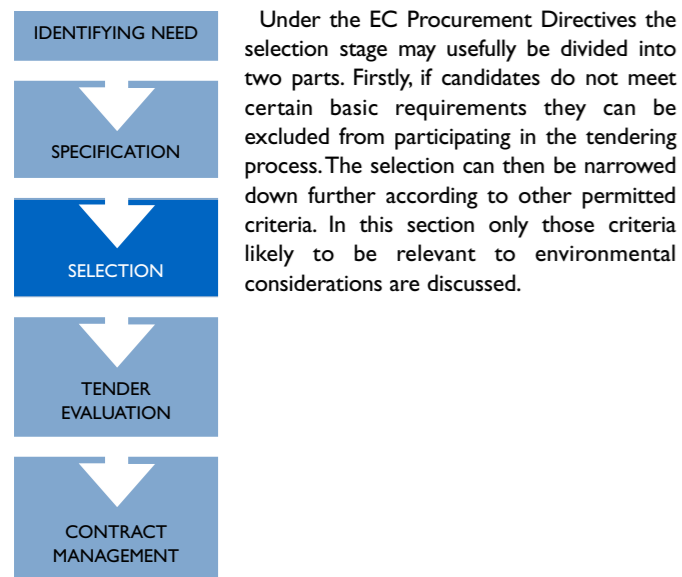 IDENTIFYING NEED
SPECIFICATION
SELECTION
TENDER
EVALUATION
CONTRACT
MANAGEMENT
Under the EC Procurement Directives the
selection stage may usefully be divided into
two parts. Firstly, if candidates do not meet
certain basic requirements they can be
excluded from participating in the tendering
process. The selection can then be narrowed
down further according to other permitted
criteria. In this section only those criteria
likely to be relevant to environmental
considerations are discussed.